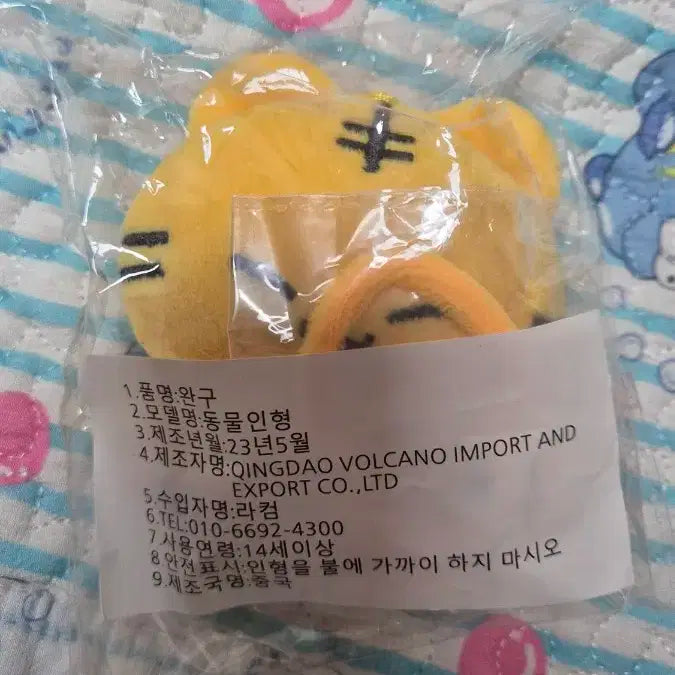 1.품명:완구
2.모델명:동물인형
3.제조년월:23년5월
4.제조자명:QINGDAO VOLCANO IMPORT AND
EXPORT CO.,LTD
5.수입자명:라컴
6.TEL:010-6692-4300
7.사용연령:14세이상
8.안전표시:인형을 불에 가까이 하지 마시오
9.제조국명:중국